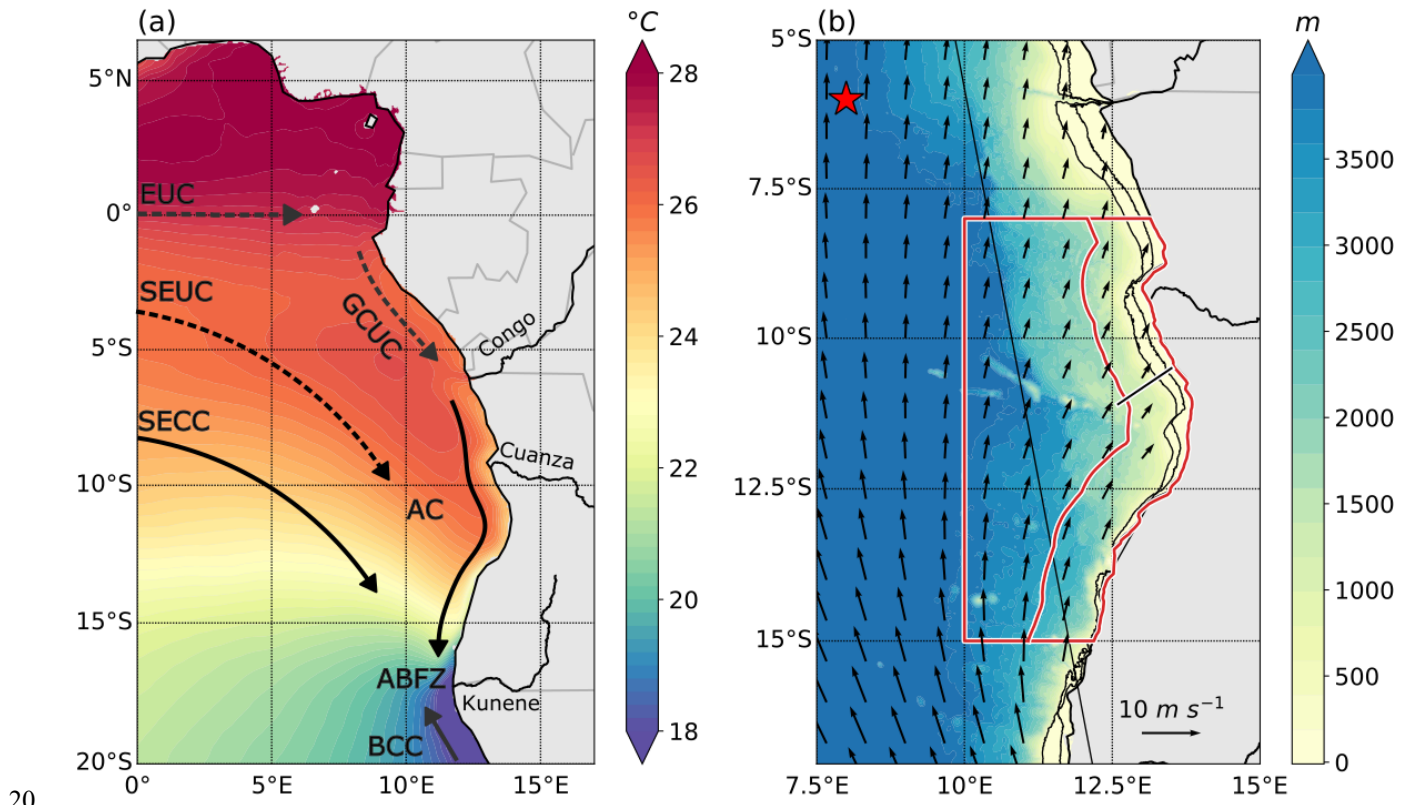 (a)
°C
28
26
24
22
20
18
5°N
0°
5°S
10°S
15°S
20°S
0°
5°E
10°E
15°E
EUC
SEUC
GCUC
Congo
SECC
Cuanza
AC
ABFZ
Kunene
BCC
(b)
m
3500
3000
2500
2000
1500
1000
500
0
5°S
7.5°S
10°S
12.5°S
15°S
10 m s⁻¹
7.5°E
10°E
12.5°E
15°E
20